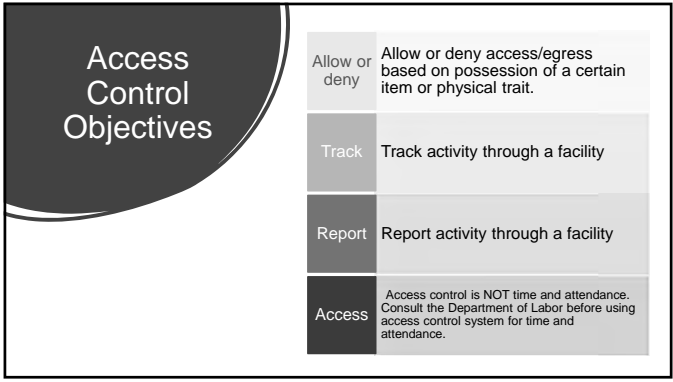 Access
Control
Objectives
Allow or
deny
Allow or deny access/egress
based on possession of a certain
item or physical trait.
Track
Track activity through a facility
Report
Report activity through a facility
Access
Access control is NOT time and attendance.
Consult the Department of Labor before using
access control system for time and
attendance.